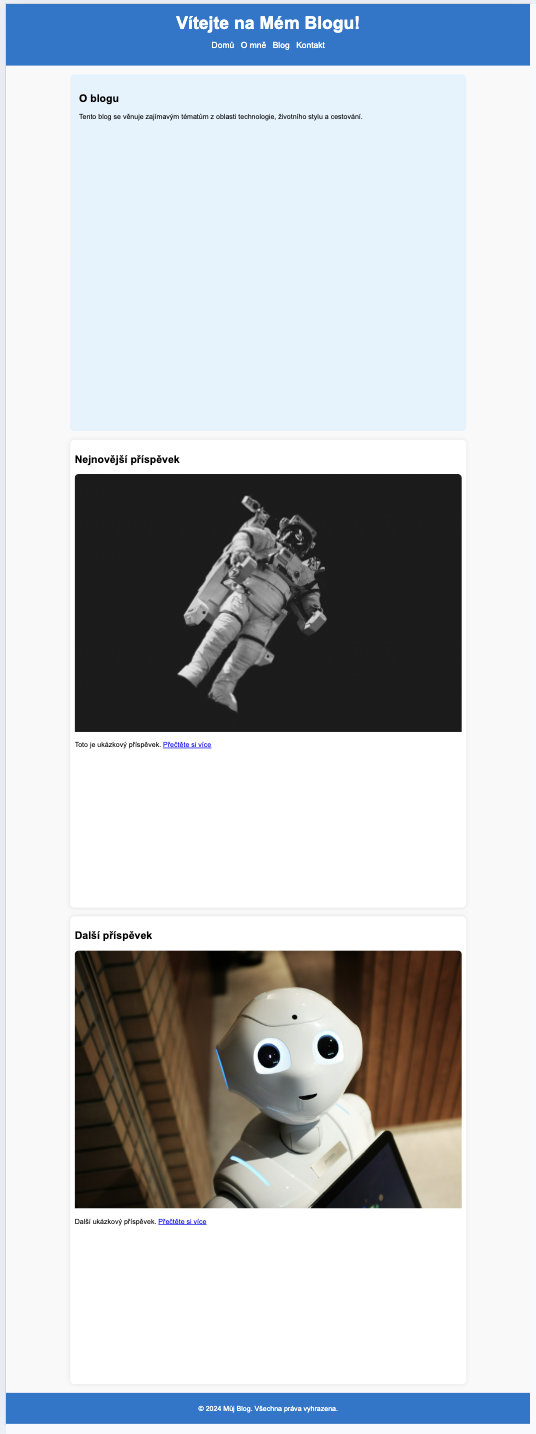 Vítejte na Mém Blogu!
Domů O mně Blog Kontakt
O blogu
Tento blog se věnuje zajímavým tématům z oblasti technologie, životního stylu a cestování.
Nejnovější příspěvek
Toto je ukázkový příspěvek. Přečtěte si více
Další příspěvek
Další ukázkový příspěvek. Přečtěte si více
© 2024 Můj Blog. Všechna práva vyhrazena.